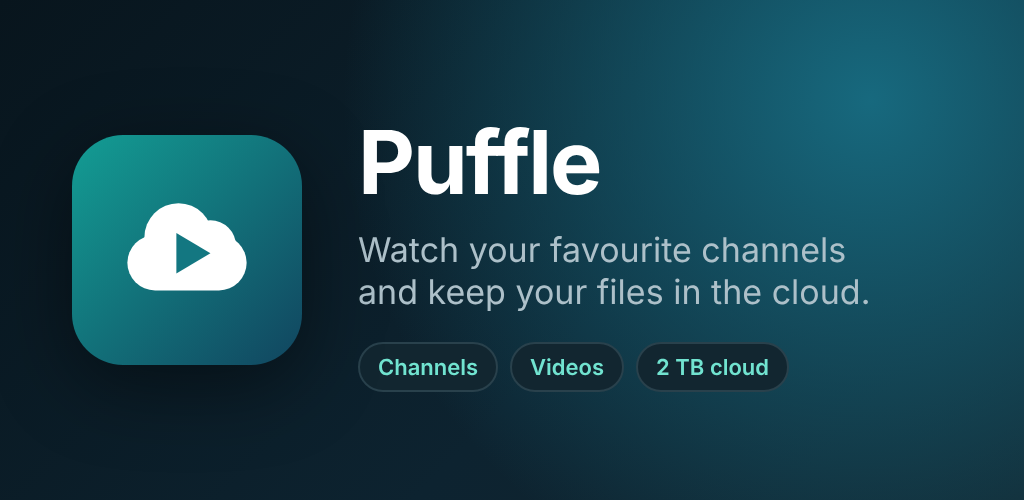 Puffle
Watch your favourite channels
and keep your files in the cloud.
Channels
Videos
2 TB cloud